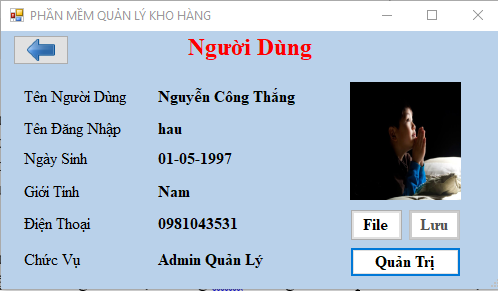 PHẦN MỀM QUẢN LÝ KHO HÀNG
Người Dùng
Tên Người Dùng Nguyễn Công Thắng
Tên Đăng Nhập hau
Ngày Sinh 01-05-1997
Giới Tính Nam
Điện Thoại 0981043531
File Lưu
Chức Vụ Admin Quản Lý
Quản Trị